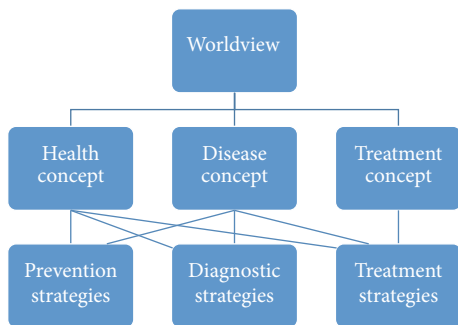 Worldview
Health
concept
Disease
concept
Treatment
concept
Prevention
strategies
Diagnostic
strategies
Treatment
strategies